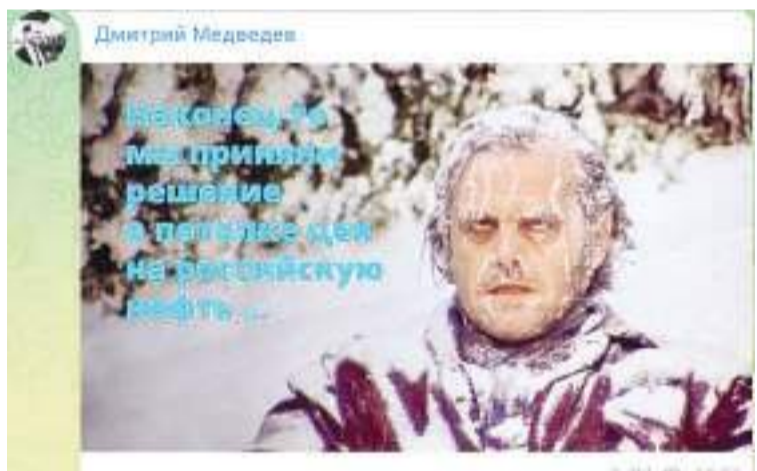 Дмитрий Медведев
Наконец-то
мы приняли
решение
о потолке цен
на российскую
нефть ...